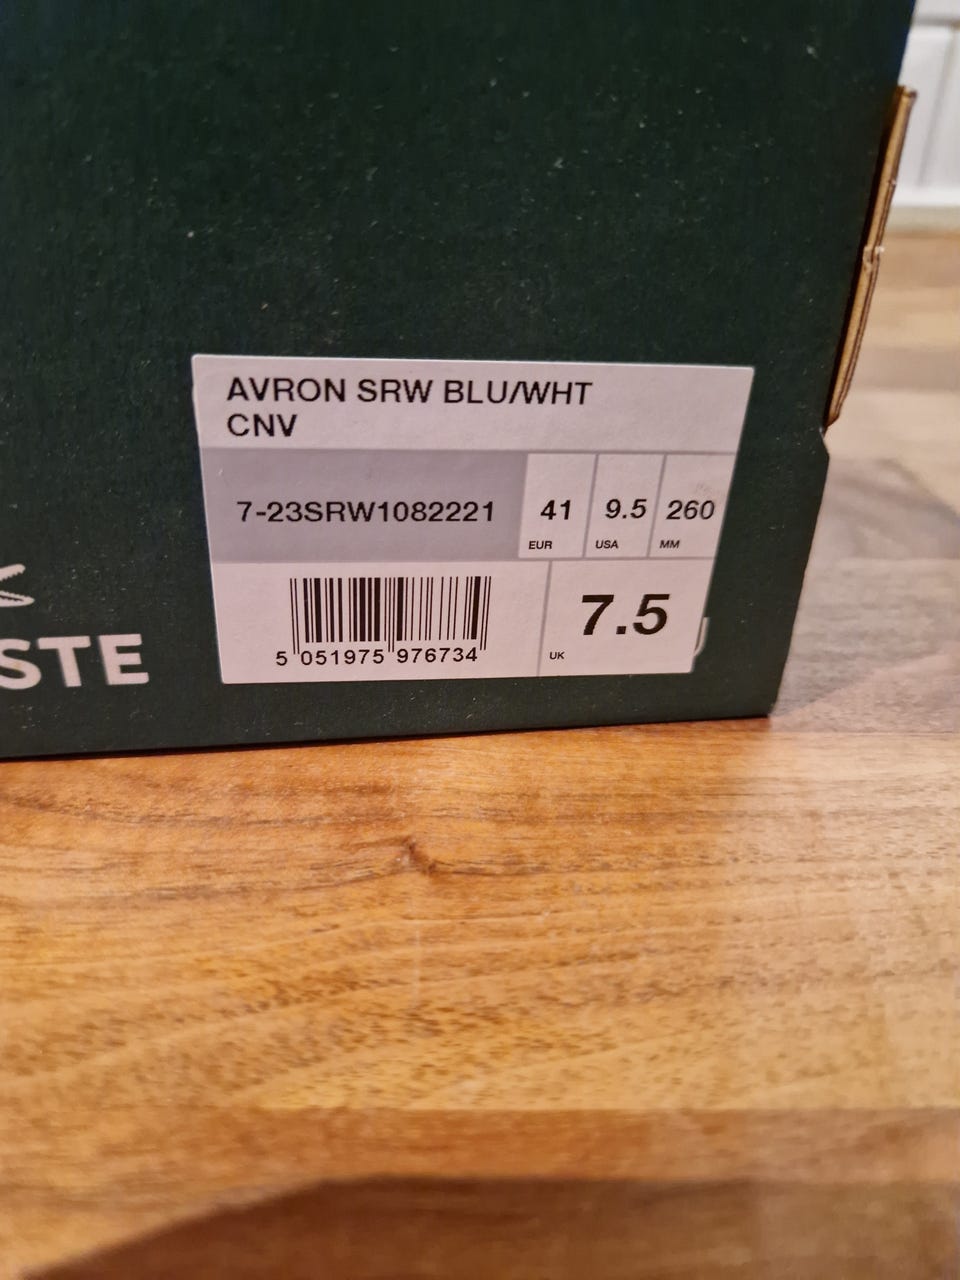 AVRON SRW BLU/WHT
CNV
7-23SRW1082221
41
EUR
9.5
USA
260
MM
5 051975 976734
7.5
UK
STE